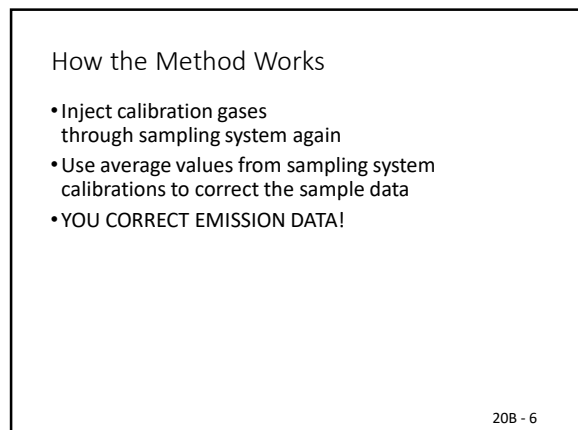 How the Method Works
•Inject calibration gases
through sampling system again
•Use average values from sampling system
calibrations to correct the sample data
•YOU CORRECT EMISSION DATA!
20B - 6